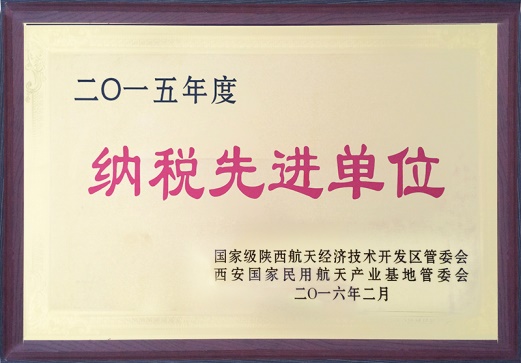 二〇一五年度
纳税先进单位
国家级陕西航天经济技术开发区管委会
西安国家民用航天产业基地管委会
二〇一六年二月